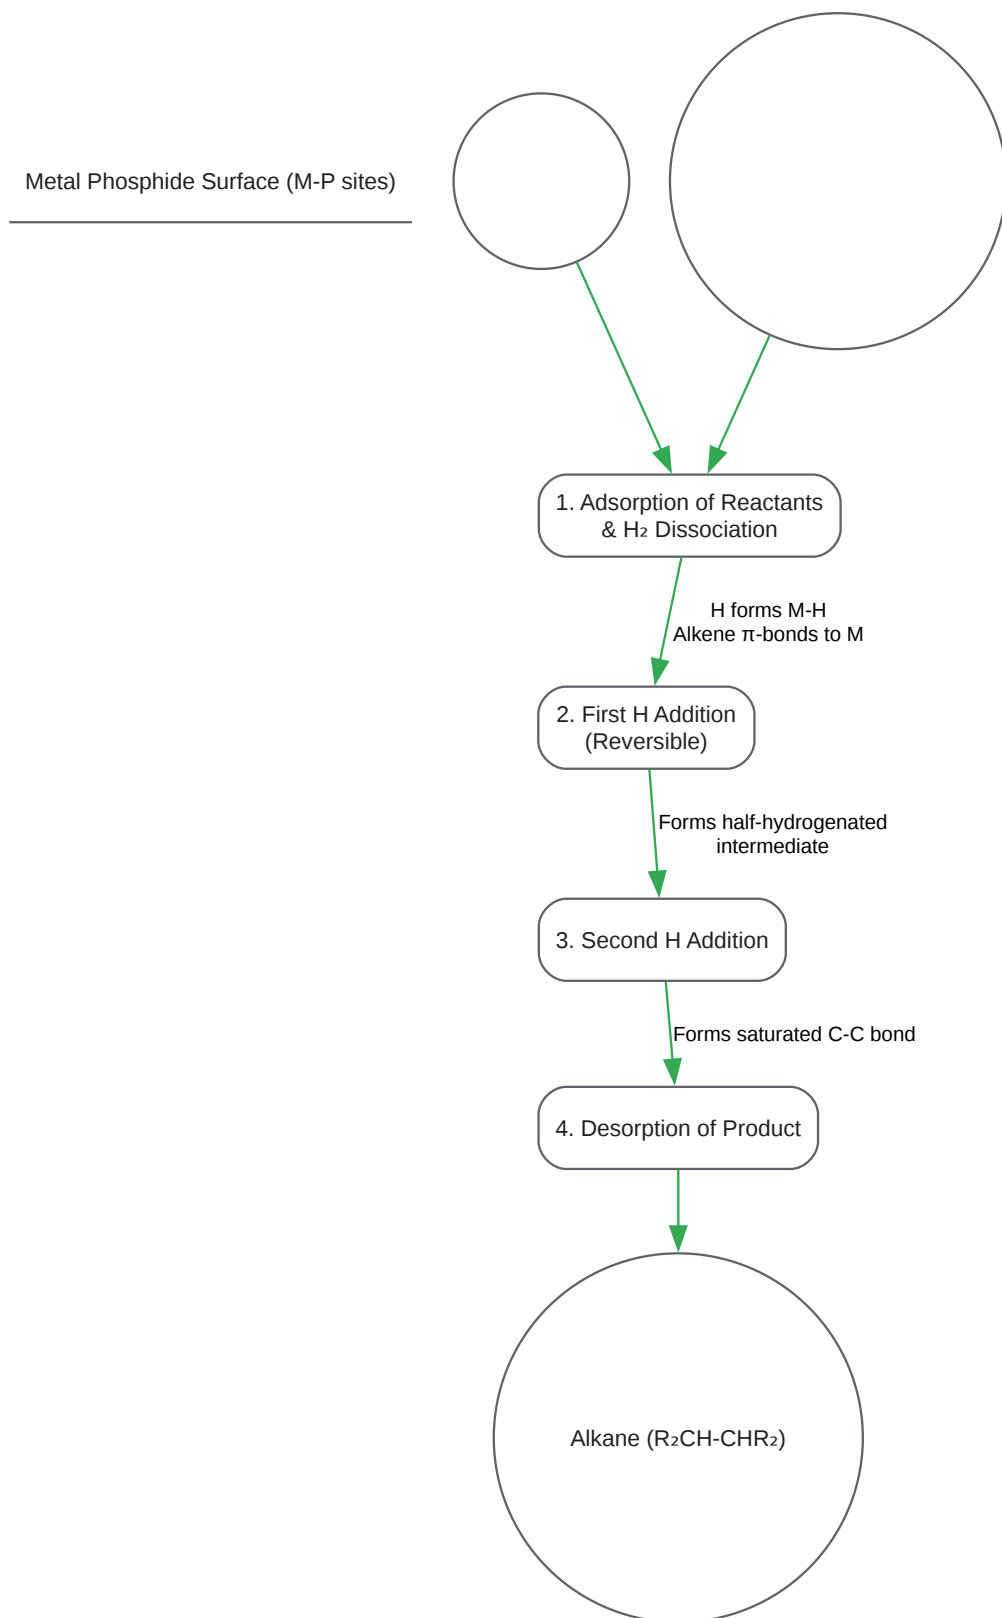 Metal Phosphide Surface (M-P sites)
1. Adsorption of Reactants
& H₂ Dissociation
H forms M-H
Alkene π-bonds to M
2. First H Addition
(Reversible)
Forms half-hydrogenated
intermediate
3. Second H Addition
Forms saturated C-C bond
4. Desorption of Product
Alkane (R₂CH-CHR₂)